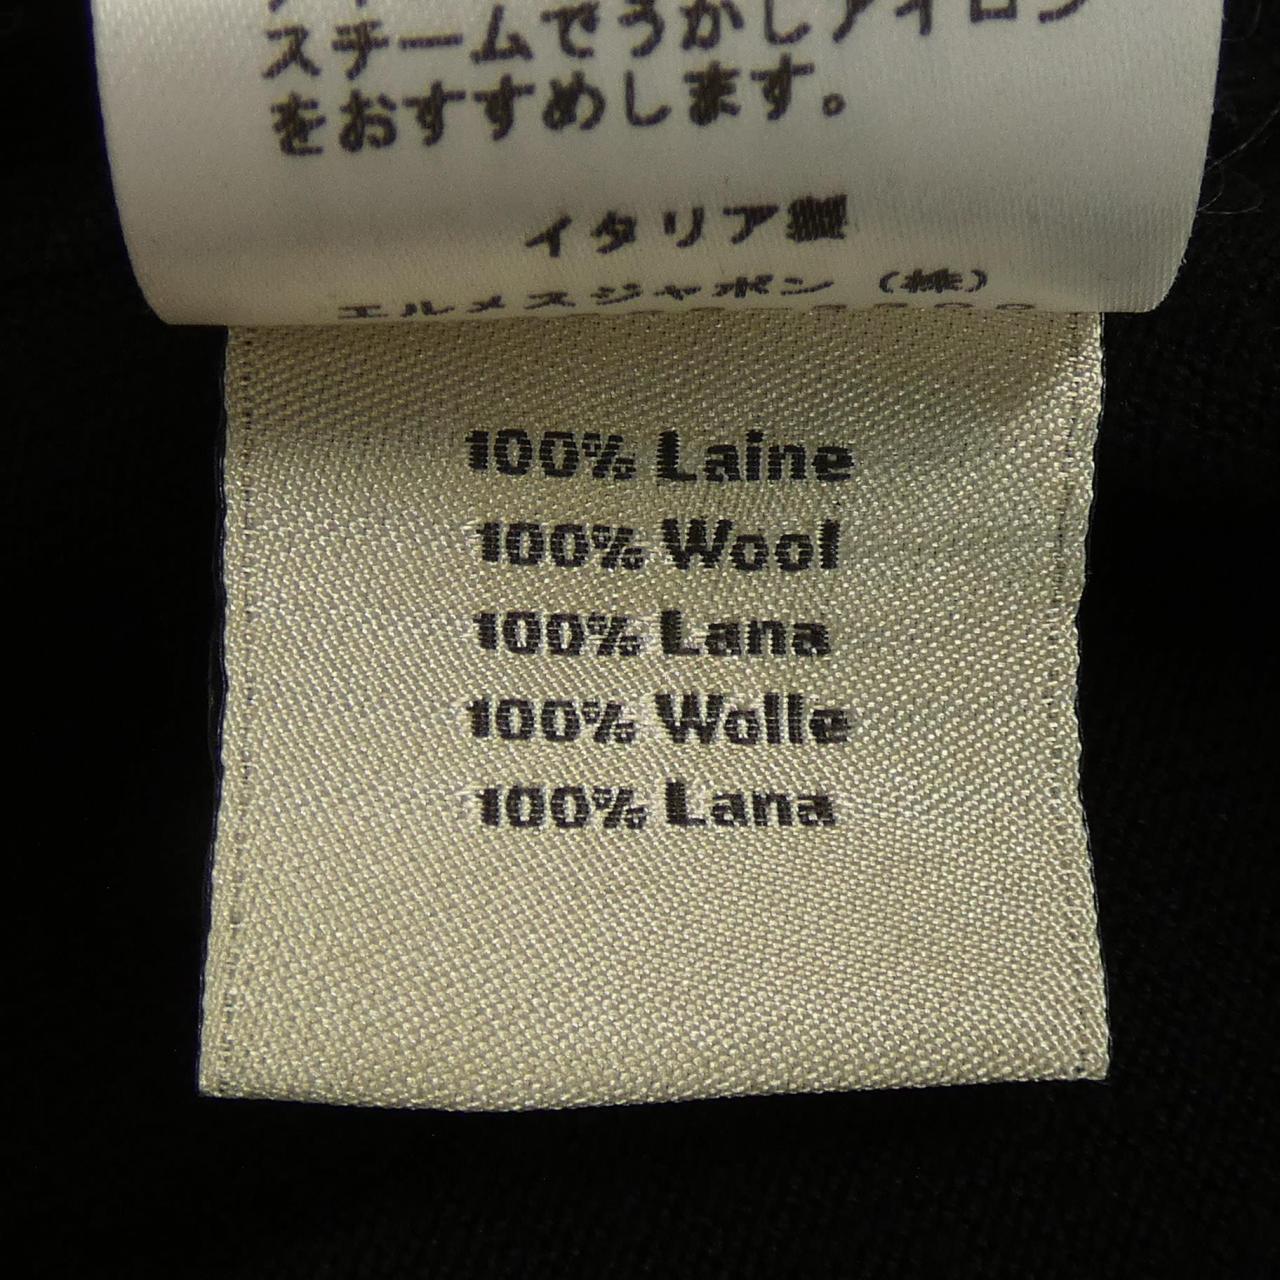 スチームでうかしアイロン
をおすすめします。
イタリア製
エルメスジャポン (株)
100% Laine
100% Wool
100% Lana
100% Wolle
100% Lana